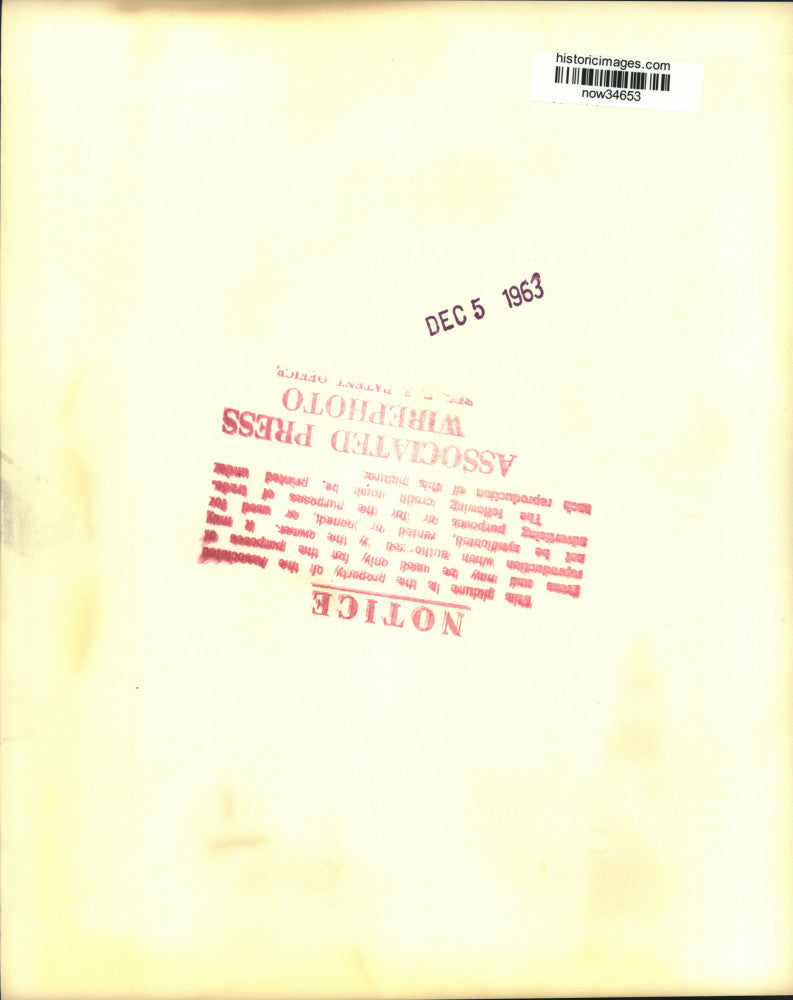 historicimages.com
now34653
DEC 5 1963
NOTICE
This picture is the property of the Associated
Press and may be used only for the purposes of
reproduction when authorized by the owner. It may
not be syndicated, rented or loaned, or used for
advertising purposes or for the purposes of trade.
The following credit must be printed under
each reproduction of this picture:
ASSOCIATED PRESS
WIREPHOTO
REG. U. S. PATENT OFFICE